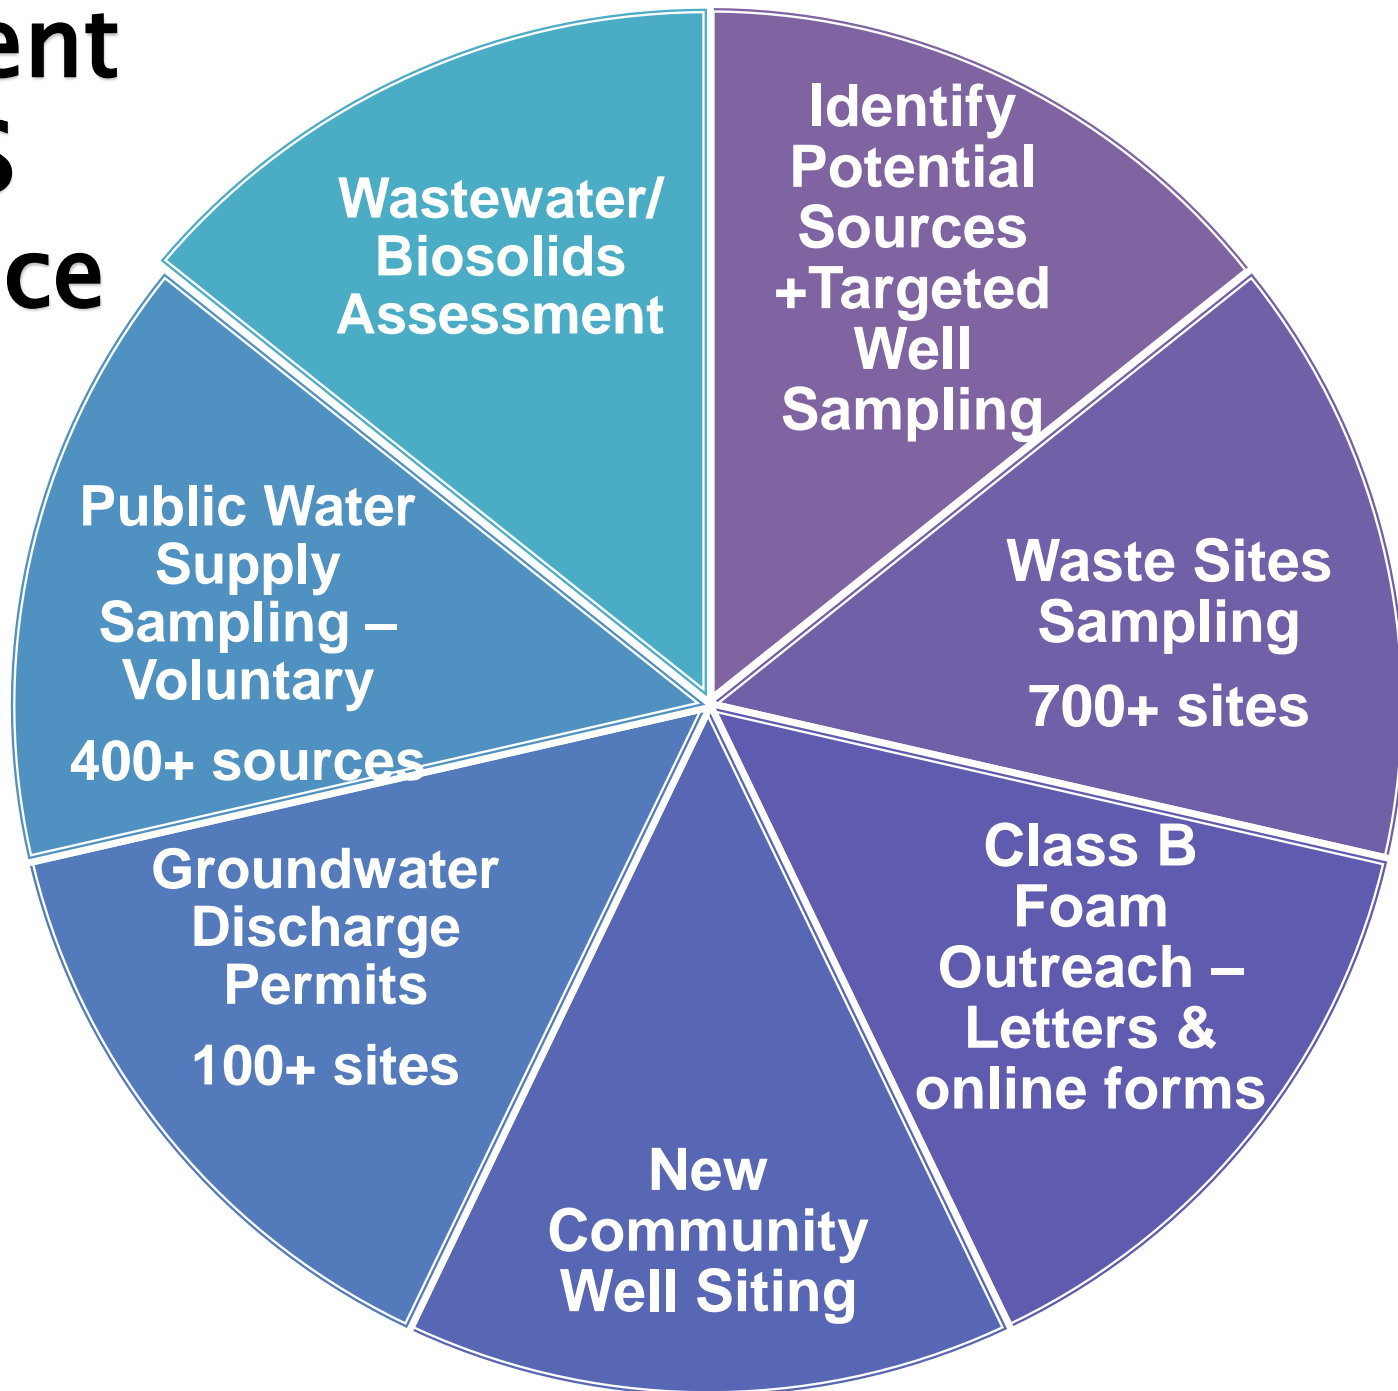 ent
s
ce
Identify
Potential
Sources
+Targeted
Well
Sampling
Waste Sites
Sampling
700+ sites
Class B
Foam
Outreach –
Letters &
online forms
New
Community
Well Siting
Groundwater
Discharge
Permits
100+ sites
Public Water
Supply
Sampling –
Voluntary
400+ sources
Wastewater/
Biosolids
Assessment